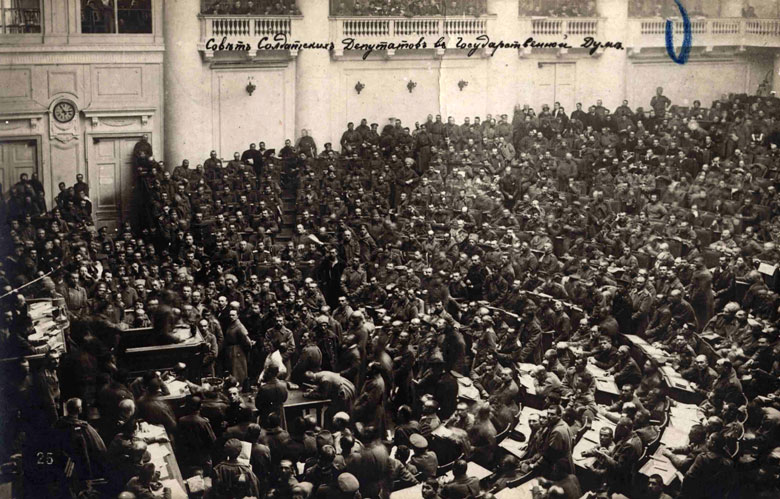 Совѣтъ Солдатскихъ Депутатовъ въ Государственной Думѣ
25